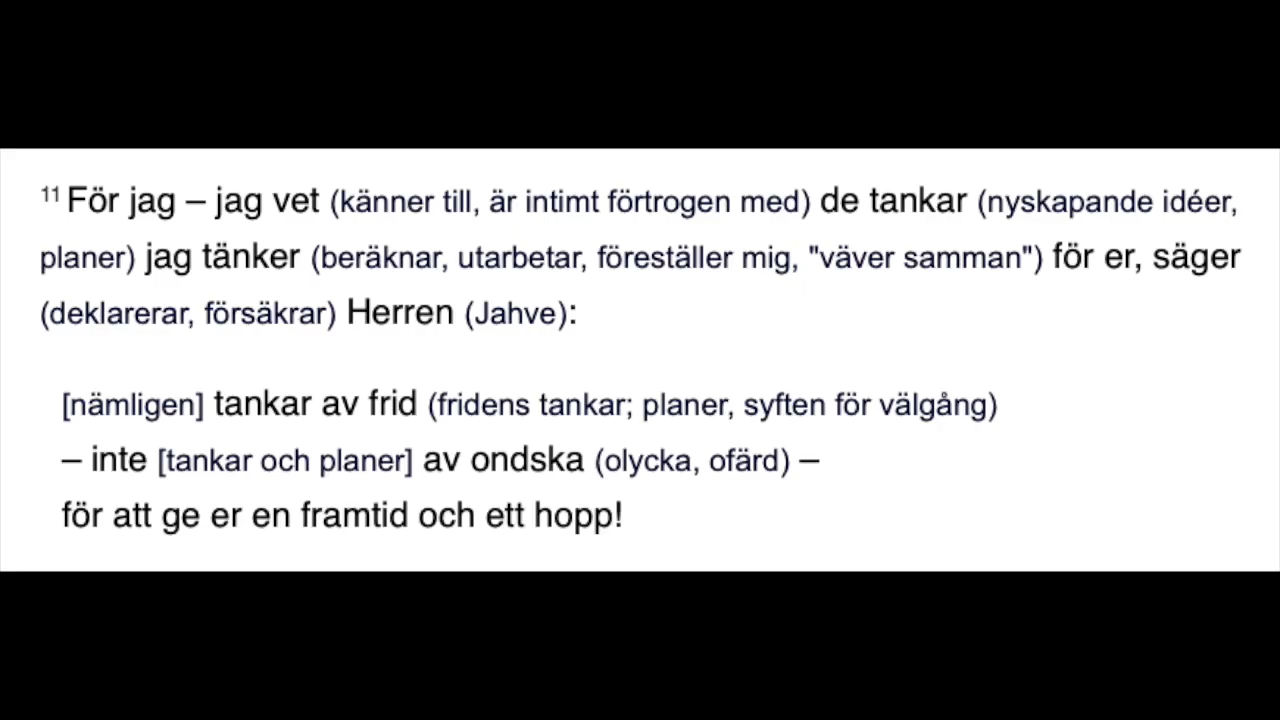 11 För jag – jag vet (känner till, är intimt förtrogen med) de tankar (nyskapande idéer,
planer) jag tänker (beräknar, utarbetar, föreställer mig, "väver samman") för er, säger
(deklarerar, försäkrar) Herren (Jahve):
[nämligen] tankar av frid (fridens tankar; planer, syften för välgång)
– inte [tankar och planer] av ondska (olycka, ofärd) –
för att ge er en framtid och ett hopp!